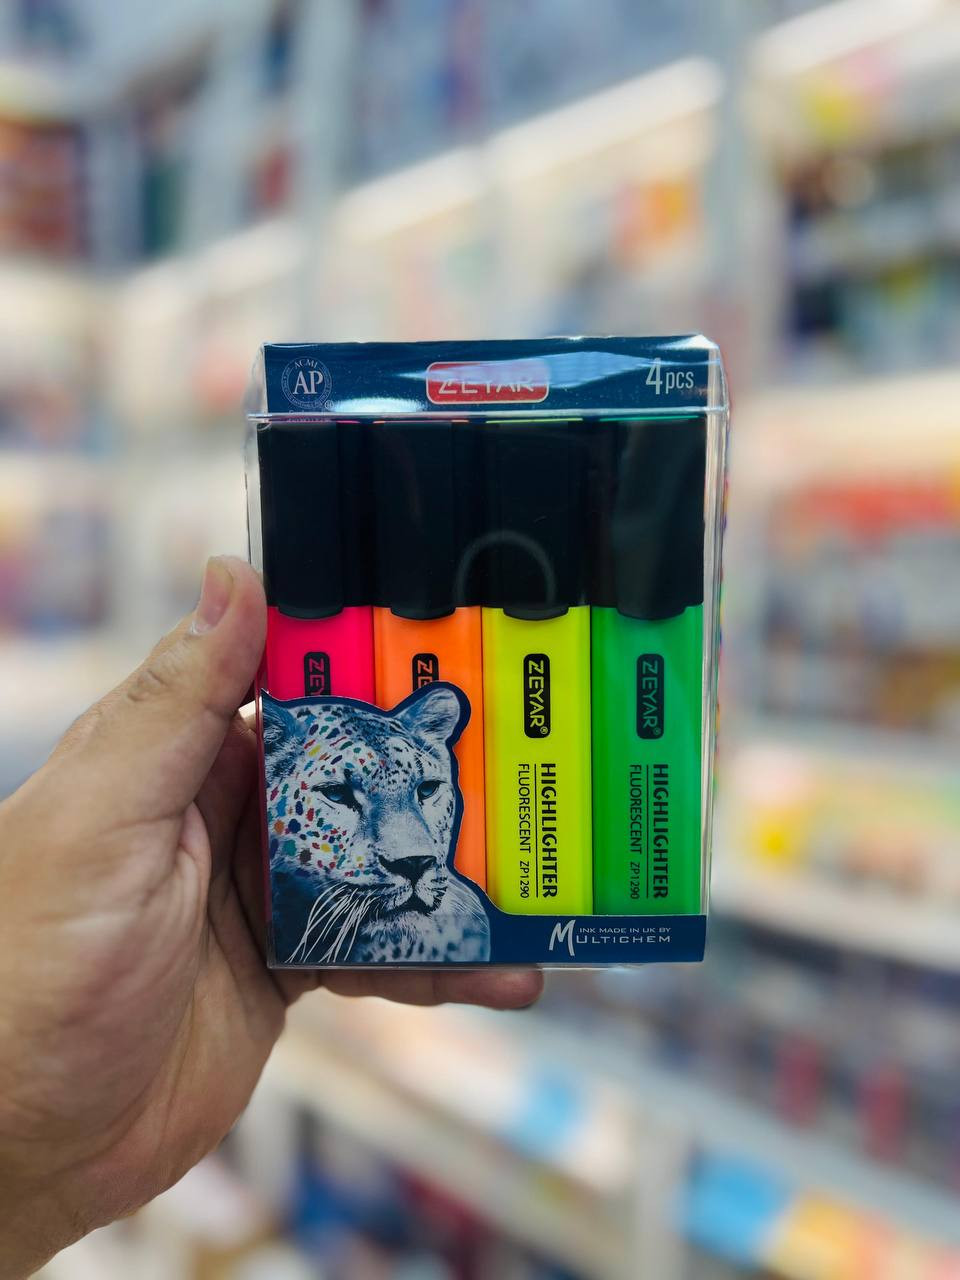 ACMI
AP
ZEYAR
4pcs
ZEYAR®
HIGHLIGHTER
FLUORESCENT ZP1290
ZEYAR®
HIGHLIGHTER
FLUORESCENT ZP1290
INK MADE IN UK BY
MULTICHEM